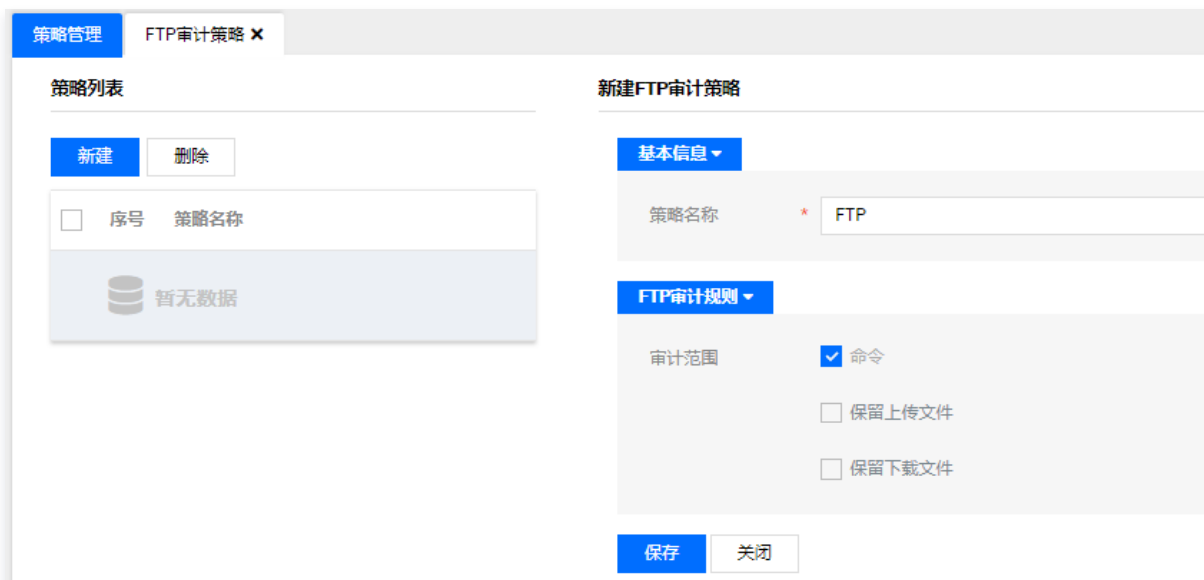 策略管理 FTP审计策略 ×
策略列表
新建 删除
序号 策略名称
暂无数据
新建FTP审计策略
基本信息
策略名称 * FTP
FTP审计规则
审计范围 命令
保留上传文件
保留下载文件
保存 关闭